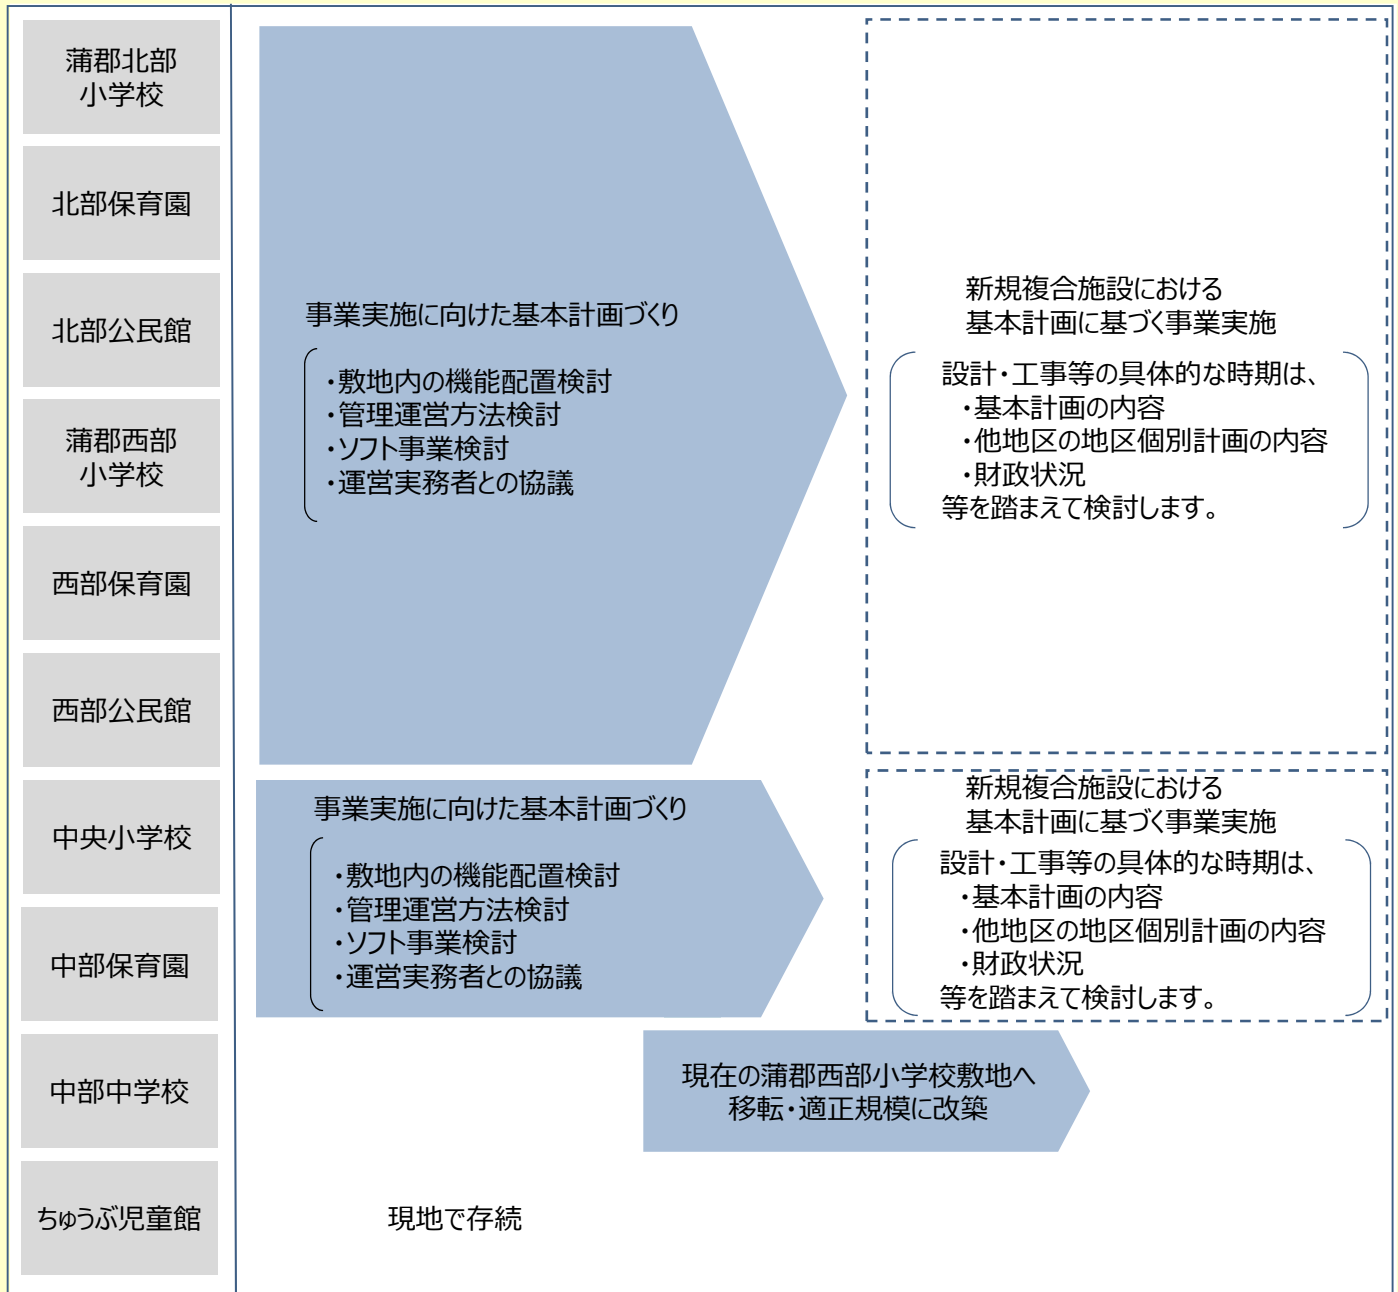 蒲郡北部
小学校
北部保育園
北部公民館
蒲郡西部
小学校
西部保育園
西部公民館
中央小学校
中部保育園
中部中学校
ちゅうぶ児童館
事業実施に向けた基本計画づくり
・敷地内の機能配置検討
・管理運営方法検討
・ソフト事業検討
・運営実務者との協議
新規複合施設における
基本計画に基づく事業実施
設計・工事等の具体的な時期は、
・基本計画の内容
・他地区の地区個別計画の内容
・財政状況
等を踏まえて検討します。
事業実施に向けた基本計画づくり
・敷地内の機能配置検討
・管理運営方法検討
・ソフト事業検討
・運営実務者との協議
新規複合施設における
基本計画に基づく事業実施
設計・工事等の具体的な時期は、
・基本計画の内容
・他地区の地区個別計画の内容
・財政状況
等を踏まえて検討します。
現在の蒲郡西部小学校敷地へ
移転・適正規模に改築
現地で存続